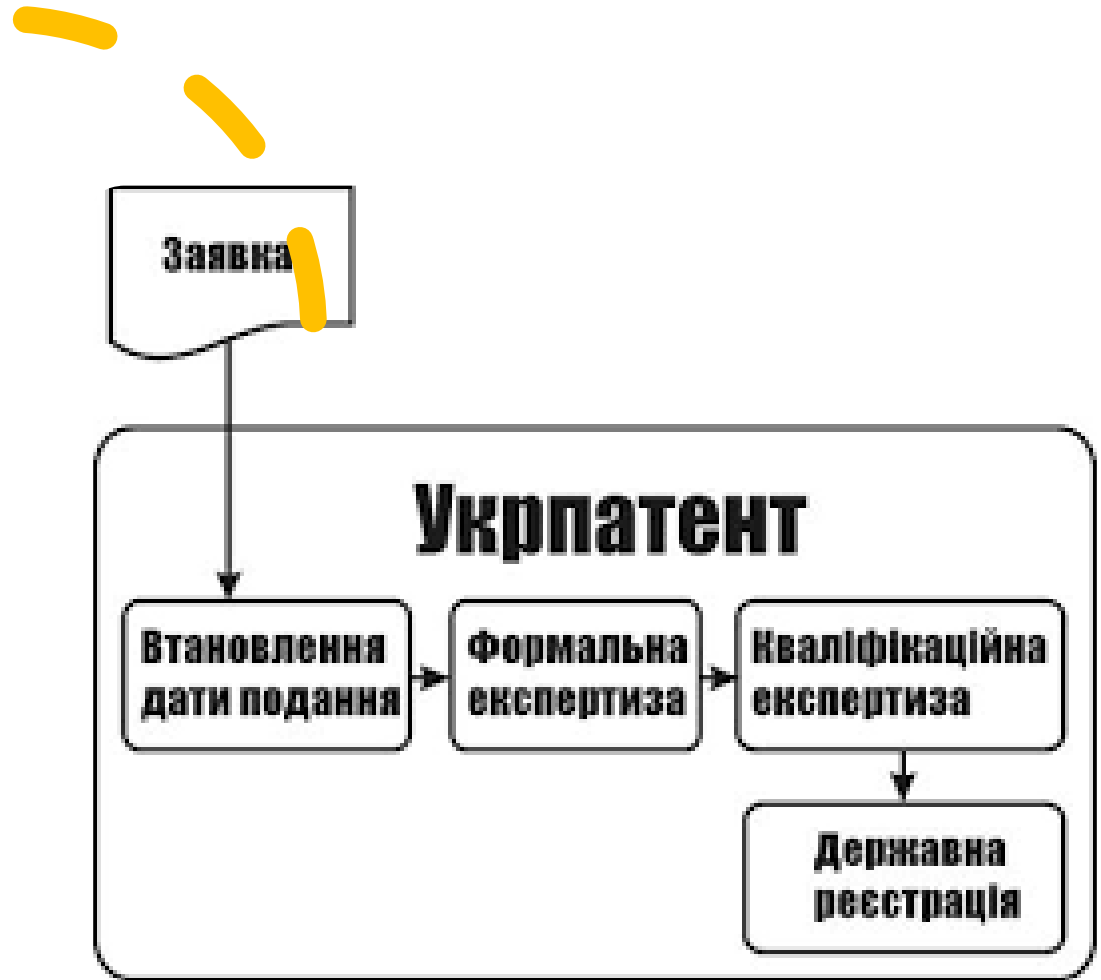 Заявка
Укрпатент
Втановлення
дати подання
Формальна
експертиза
Кваліфікаційна
експертиза
Державна
реєстрація